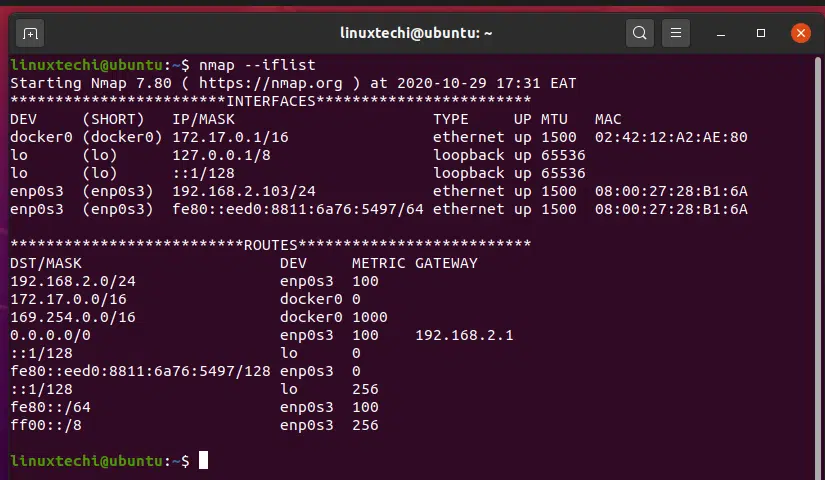 linuxtechi@ubuntu: ~
linuxtechi@ubuntu:~$ nmap --iflist
Starting Nmap 7.80 ( https://nmap.org ) at 2020-10-29 17:31 EAT
************************INTERFACES************************
DEV     (SHORT)   IP/MASK                      TYPE     UP MTU   MAC
docker0 (docker0) 172.17.0.1/16                ethernet up 1500  02:42:12:A2:AE:80
lo      (lo)      127.0.0.1/8                  loopback up 65536
lo      (lo)      ::1/128                      loopback up 65536
enp0s3  (enp0s3)  192.168.2.103/24             ethernet up 1500  08:00:27:28:B1:6A
enp0s3  (enp0s3)  fe80::eed0:8811:6a76:5497/64 ethernet up 1500  08:00:27:28:B1:6A
**************************ROUTES**************************
DST/MASK                      DEV     METRIC GATEWAY
192.168.2.0/24                enp0s3  100
172.17.0.0/16                 docker0 0
169.254.0.0/16                docker0 1000
0.0.0.0/0                     enp0s3  100    192.168.2.1
::1/128                       lo      0
fe80::eed0:8811:6a76:5497/128 enp0s3  0
::1/128                       lo      256
fe80::/64                     enp0s3  100
ff00::/8                      enp0s3  256
linuxtechi@ubuntu:~$